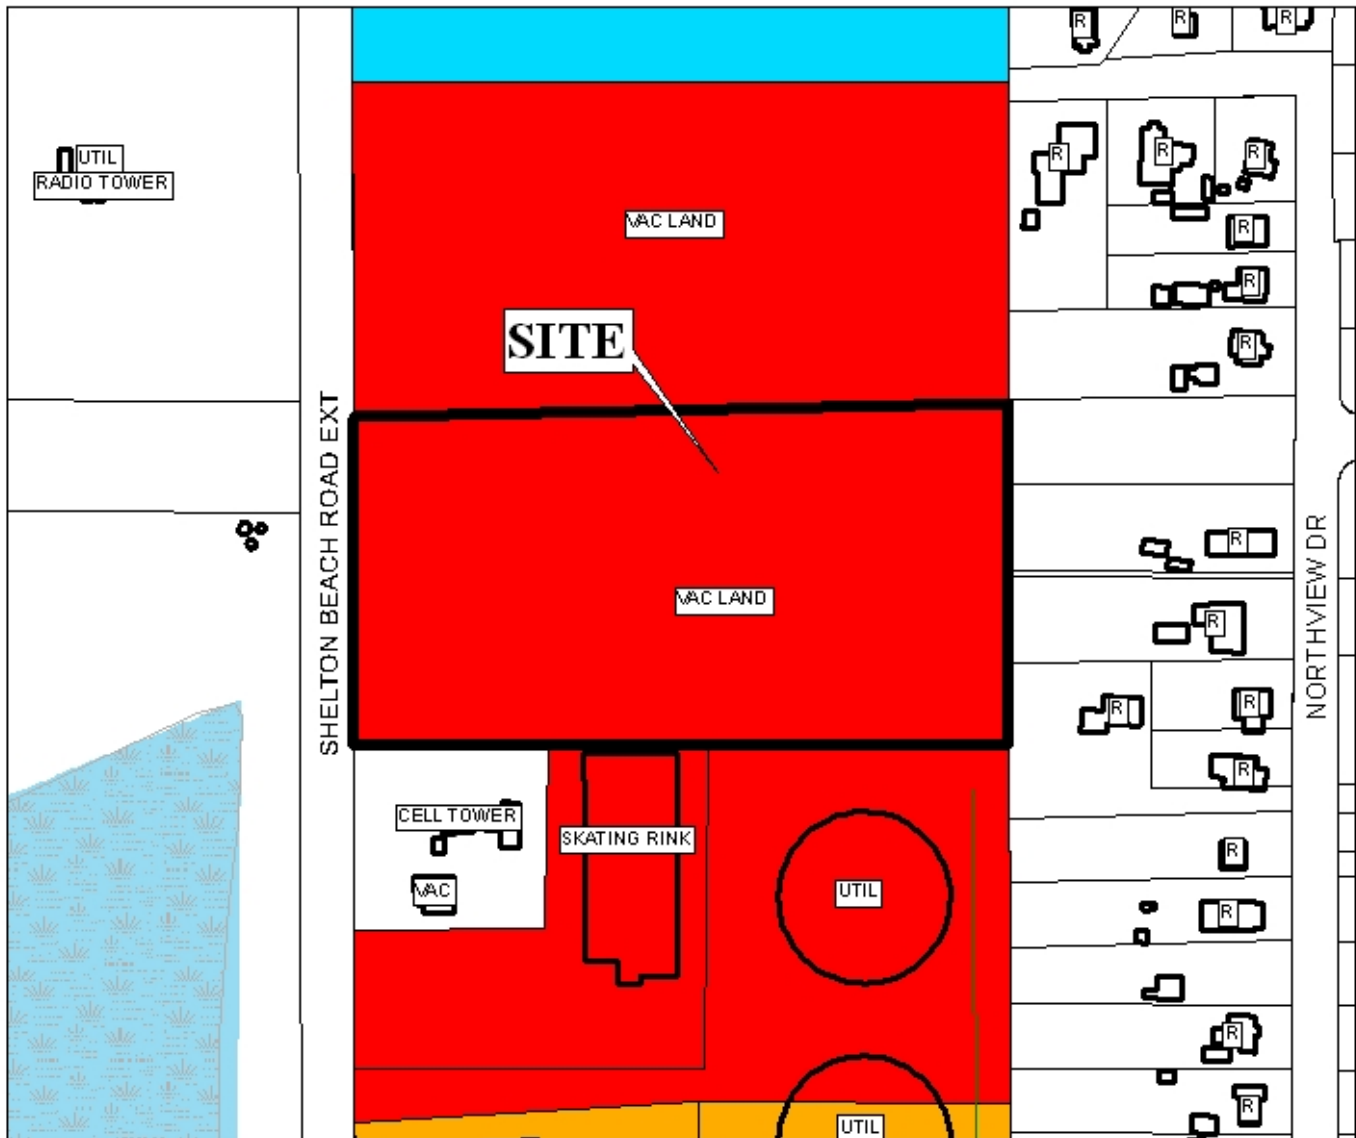 R
R
R
UTIL
RADIO TOWER
R
R
R
VAC LAND
R
R
SITE
R
SHELTON BEACH ROAD EXT
R
NORTHVIEW DR
VAC LAND
R
R
R
R
CELL TOWER
SKATING RINK
R
VAC
UTIL
R
R
R
UTIL